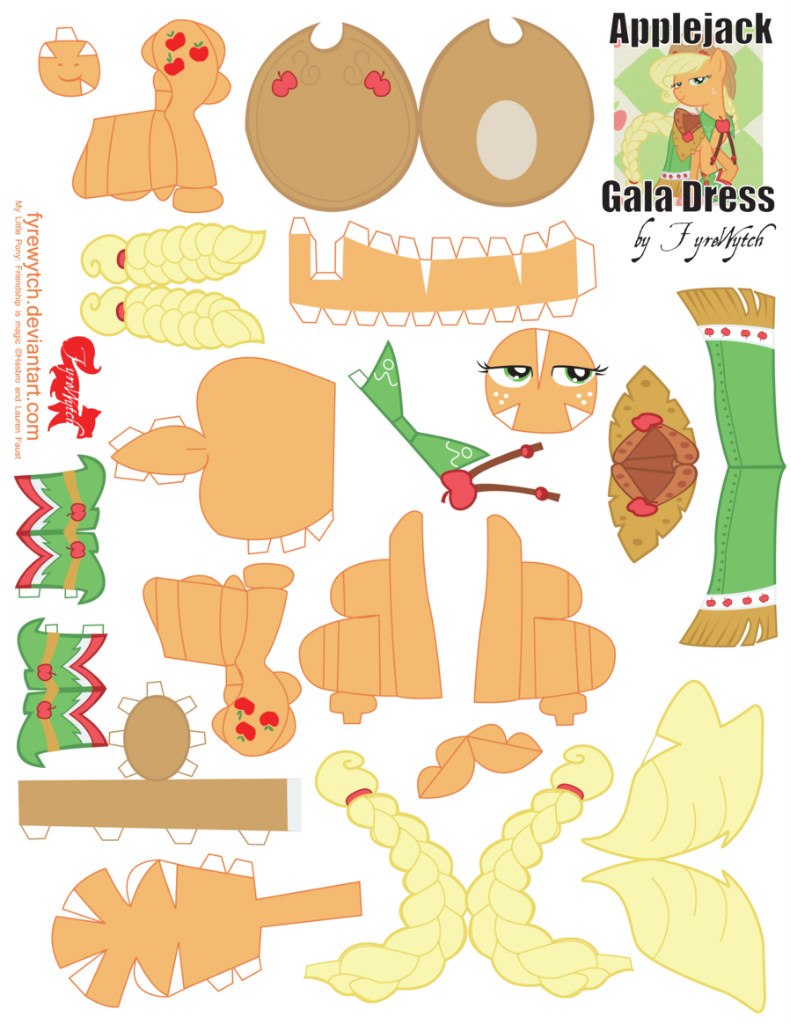 Applejack
Gala Dress
by FyreWytch
fyrewytch.deviantart.com
My Little Pony: Friendship is magic ©Hasbro and Lauren Faust
FyreWytch